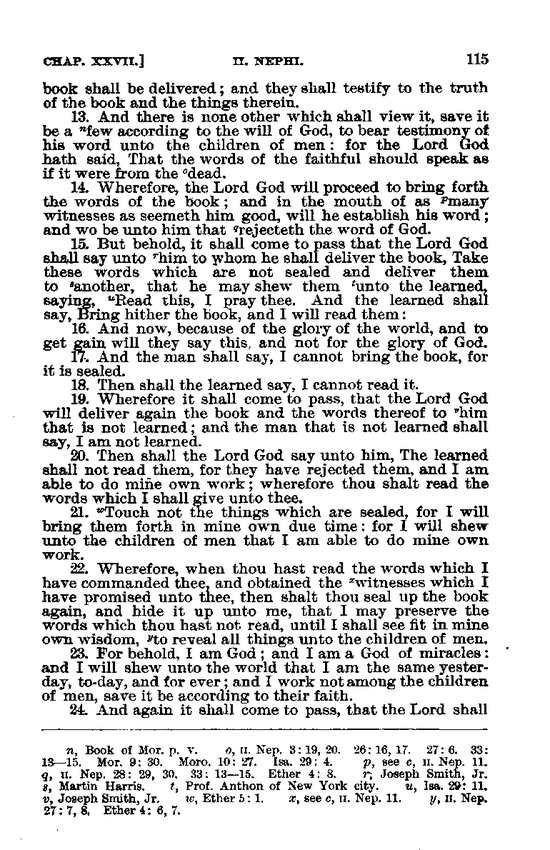 CHAP. XXVII.] II. NEPHI. 115
book shall be delivered; and they shall testify to the truth
of the book and the things therein.
13. And there is none other which shall view it, save it
be a ⁿfew according to the will of God, to bear testimony of
his word unto the children of men: for the Lord God
hath said, That the words of the faithful should speak as
if it were from the ᵒdead.
14. Wherefore, the Lord God will proceed to bring forth
the words of the book; and in the mouth of as ᵖmany
witnesses as seemeth him good, will he establish his word;
and wo be unto him that qrejecteth the word of God.
15. But behold, it shall come to pass that the Lord God
shall say unto ʳhim to whom he shall deliver the book, Take
these words which are not sealed and deliver them
to ˢanother, that he may shew them ᵗunto the learned,
saying, ᵘRead this, I pray thee. And the learned shall
say, Bring hither the book, and I will read them:
16. And now, because of the glory of the world, and to
get gain will they say this, and not for the glory of God.
17. And the man shall say, I cannot bring the book, for
it is sealed.
18. Then shall the learned say, I cannot read it.
19. Wherefore it shall come to pass, that the Lord God
will deliver again the book and the words thereof to ᵛhim
that is not learned; and the man that is not learned shall
say, I am not learned.
20. Then shall the Lord God say unto him, The learned
shall not read them, for they have rejected them, and I am
able to do mine own work; wherefore thou shalt read the
words which I shall give unto thee.
21. ʷTouch not the things which are sealed, for I will
bring them forth in mine own due time: for I will shew
unto the children of men that I am able to do mine own
work.
22. Wherefore, when thou hast read the words which I
have commanded thee, and obtained the ˣwitnesses which I
have promised unto thee, then shalt thou seal up the book
again, and hide it up unto me, that I may preserve the
words which thou hast not read, until I shall see fit in mine
own wisdom, ʸto reveal all things unto the children of men.
23. For behold, I am God; and I am a God of miracles:
and I will shew unto the world that I am the same yester-
day, to-day, and for ever; and I work not among the children
of men, save it be according to their faith.
24. And again it shall come to pass, that the Lord shall
n, Book of Mor. p. v. o, II. Nep. 3: 19, 20. 26: 16, 17. 27: 6. 33:
13—15. Mor. 9: 30. Moro. 10: 27. Isa. 29: 4. p, see c, II. Nep. 11.
q, II. Nep. 28: 29, 30. 33: 13—15. Ether 4: 8. r, Joseph Smith, Jr.
s, Martin Harris. t, Prof. Anthon of New York city. u, Isa. 29: 11.
v, Joseph Smith, Jr. w, Ether 5: 1. x, see c, II. Nep. 11. y, II. Nep.
27: 7, 8. Ether 4: 6, 7.